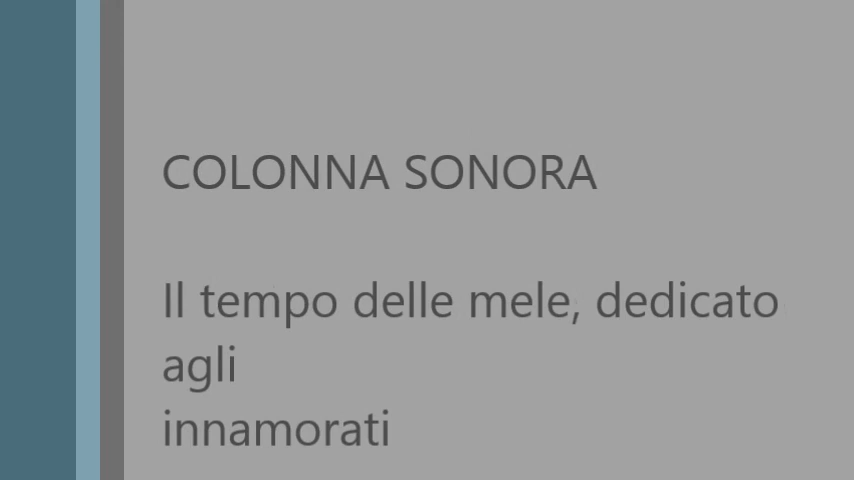 COLONNA SONORA
Il tempo delle mele, dedicato
agli
innamorati